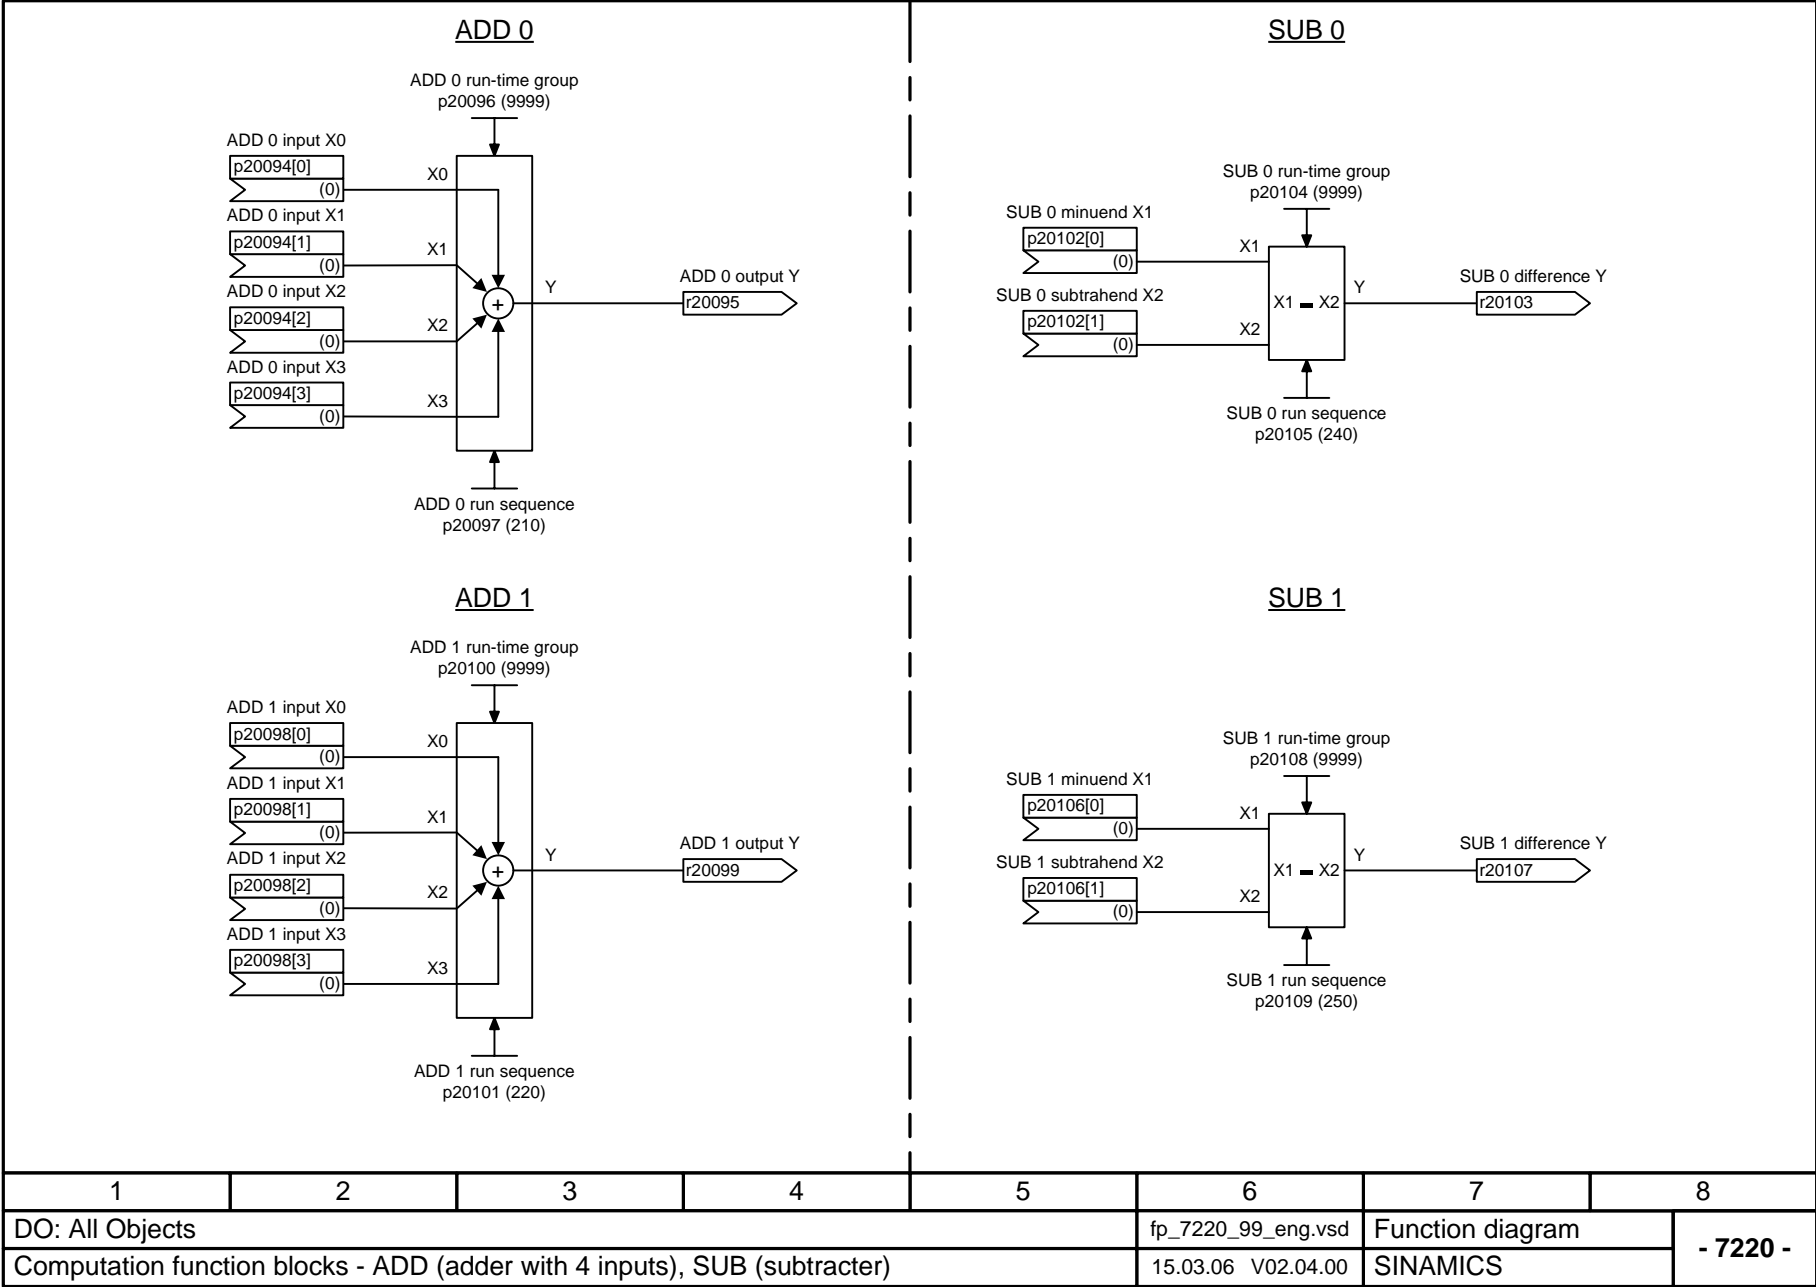 ADD 0
ADD 0 run-time group
p20096 (9999)
ADD 0 input X0
p20094[0]
(0)
X0
ADD 0 input X1
p20094[1]
(0)
X1
ADD 0 input X2
p20094[2]
(0)
X2
ADD 0 input X3
p20094[3]
(0)
X3
+
Y
ADD 0 output Y
r20095
ADD 0 run sequence
p20097 (210)
ADD 1
ADD 1 run-time group
p20100 (9999)
ADD 1 input X0
p20098[0]
(0)
X0
ADD 1 input X1
p20098[1]
(0)
X1
ADD 1 input X2
p20098[2]
(0)
X2
ADD 1 input X3
p20098[3]
(0)
X3
+
Y
ADD 1 output Y
r20099
ADD 1 run sequence
p20101 (220)
SUB 0
SUB 0 run-time group
p20104 (9999)
SUB 0 minuend X1
p20102[0]
(0)
X1
SUB 0 subtrahend X2
p20102[1]
(0)
X2
X1 - X2
Y
SUB 0 difference Y
r20103
SUB 0 run sequence
p20105 (240)
SUB 1
SUB 1 run-time group
p20108 (9999)
SUB 1 minuend X1
p20106[0]
(0)
X1
SUB 1 subtrahend X2
p20106[1]
(0)
X2
X1 - X2
Y
SUB 1 difference Y
r20107
SUB 1 run sequence
p20109 (250)
1 2 3 4 5 6 7 8
DO: All Objects
fp_7220_99_eng.vsd
Function diagram
- 7220 -
Computation function blocks - ADD (adder with 4 inputs), SUB (subtracter)
15.03.06 V02.04.00
SINAMICS